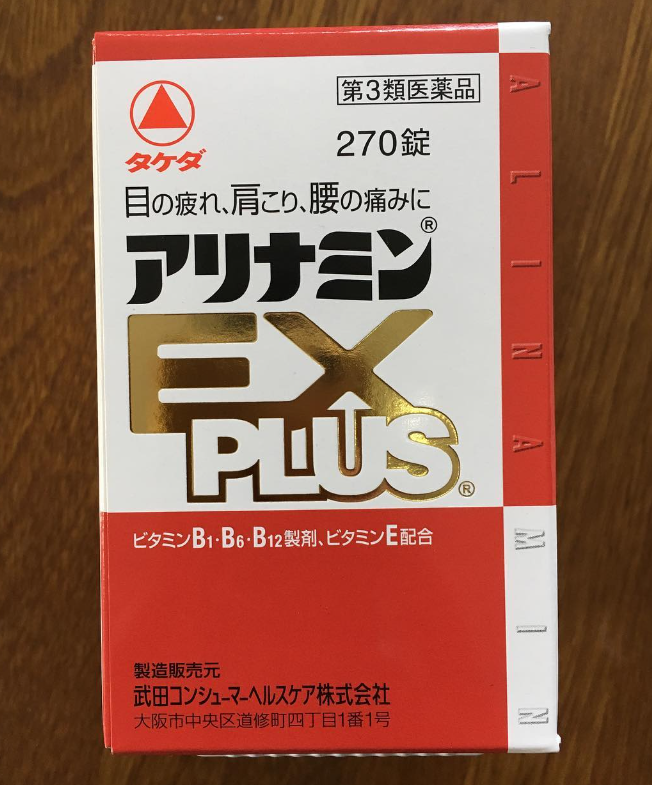 第3類医薬品
タケダ
270錠
目の疲れ、肩こり、腰の痛みに
アリナミン®
EX
PLUS®
ビタミンB1・B6・B12製剤、ビタミンE配合
製造販売元
武田コンシューマーヘルスケア株式会社
大阪市中央区道修町四丁目1番1号
ALINAMIN